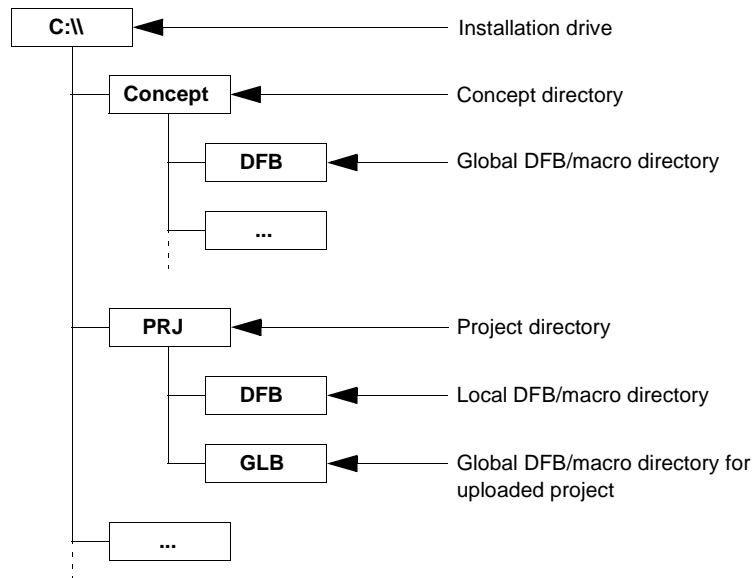 C:\\ Installation drive
Concept Concept directory
DFB Global DFB/macro directory
...
PRJ Project directory
DFB Local DFB/macro directory
GLB Global DFB/macro directory for
uploaded project
...